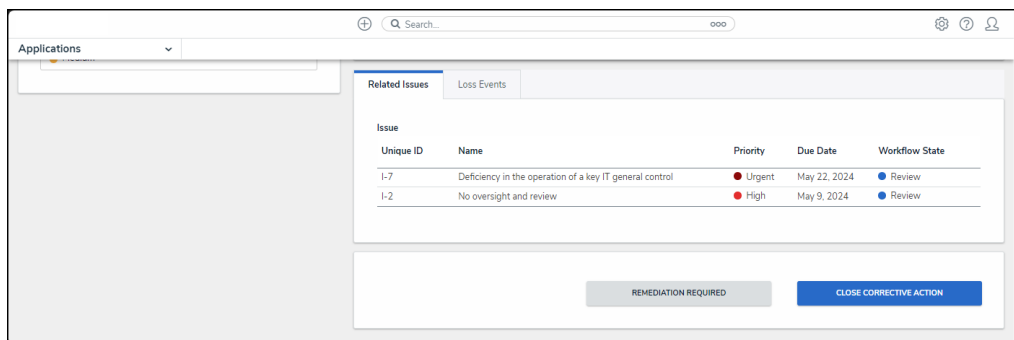 Search...
Applications
Medium
Related Issues Loss Events
Issue
Unique ID Name Priority Due Date Workflow State
I-7 Deficiency in the operation of a key IT general control Urgent May 22, 2024 Review
I-2 No oversight and review High May 9, 2024 Review
REMEDIATION REQUIRED CLOSE CORRECTIVE ACTION